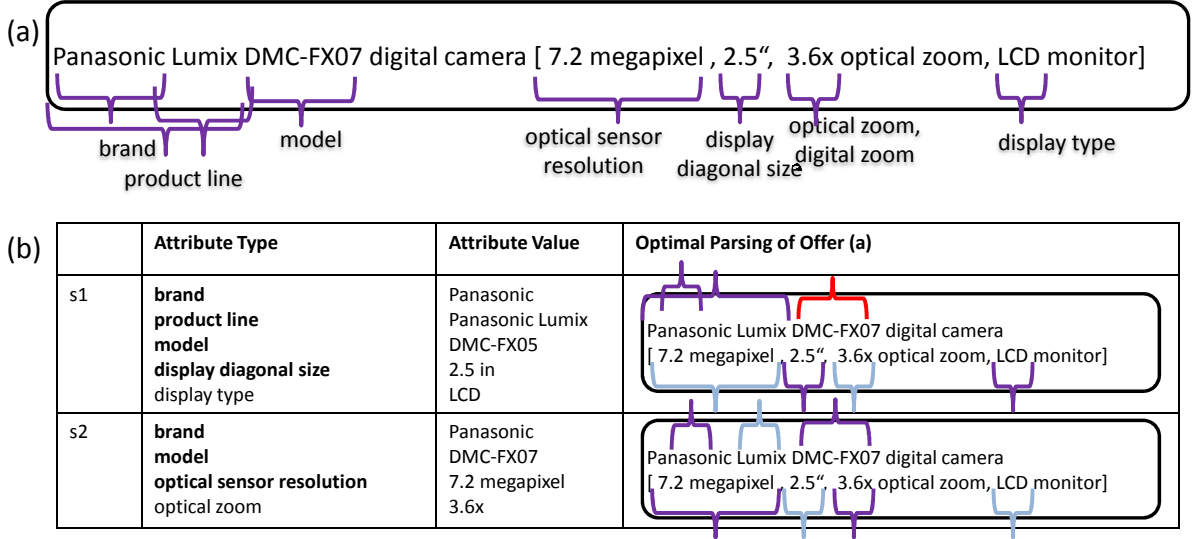 (a)
Panasonic Lumix DMC-FX07 digital camera [ 7.2 megapixel , 2.5“, 3.6x optical zoom, LCD monitor]
brand
product line
model
optical sensor
resolution
display
diagonal size
optical zoom,
digital zoom
display type
(b)
Attribute Type Attribute Value Optimal Parsing of Offer (a)
s1
brand Panasonic
product line Panasonic Lumix
model DMC-FX05
display diagonal size 2.5 in
display type LCD
Panasonic Lumix DMC-FX07 digital camera
[ 7.2 megapixel , 2.5“, 3.6x optical zoom, LCD monitor]
s2
brand Panasonic
model DMC-FX07
optical sensor resolution 7.2 megapixel
optical zoom 3.6x
Panasonic Lumix DMC-FX07 digital camera
[ 7.2 megapixel , 2.5“, 3.6x optical zoom, LCD monitor]